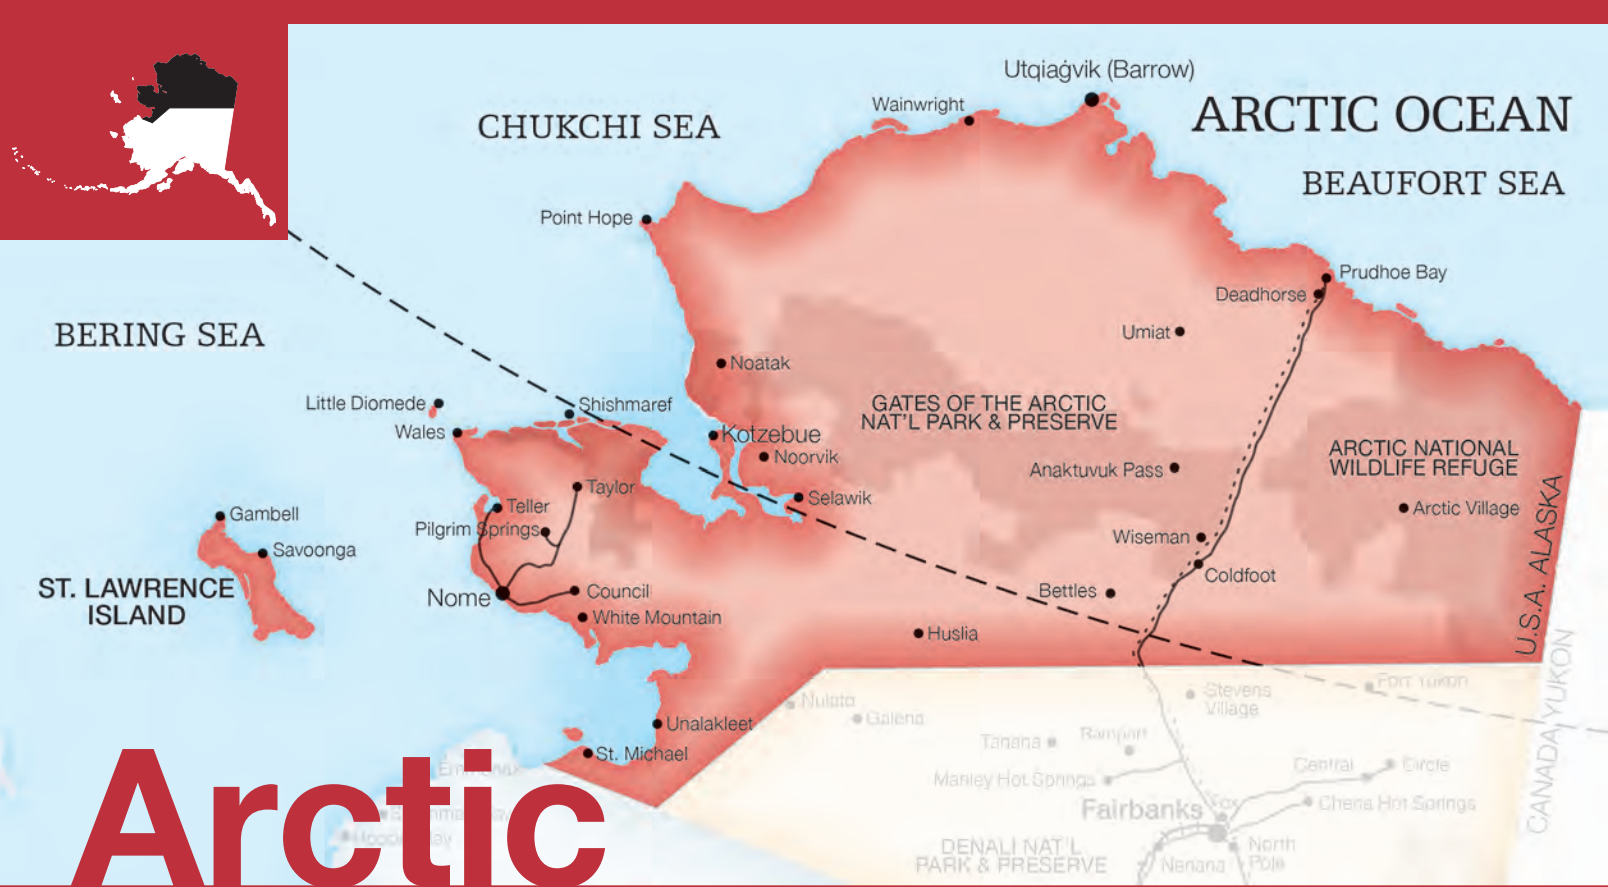 Utqiaġvik (Barrow)
Wainwright
ARCTIC OCEAN
CHUKCHI SEA
BEAUFORT SEA
Point Hope
Prudhoe Bay
Deadhorse
BERING SEA
Umiat
Noatak
Little Diomede
Shishmaref
GATES OF THE ARCTIC
NAT'L PARK & PRESERVE
Wales
Kotzebue
Noorvik
ARCTIC NATIONAL
WILDLIFE REFUGE
Anaktuvuk Pass
Taylor
Selawik
Teller
Gambell
Arctic Village
Pilgrim Springs
Savoonga
Wiseman
U.S.A. ALASKA
Coldfoot
ST. LAWRENCE
ISLAND
Nome
Council
Bettles
White Mountain
Huslia
Stevens
Village
Fort Yukon
Nulato
Galena
Unalakleet
St. Michael
Tanana
Rampart
CANADA YUKON
Manley Hot Springs
Central
Circle
Fairbanks
Fox
Chena Hot Springs
DENALI NAT'L
PARK & PRESERVE
Nenana
North
Pole
Emmonak
Arctic